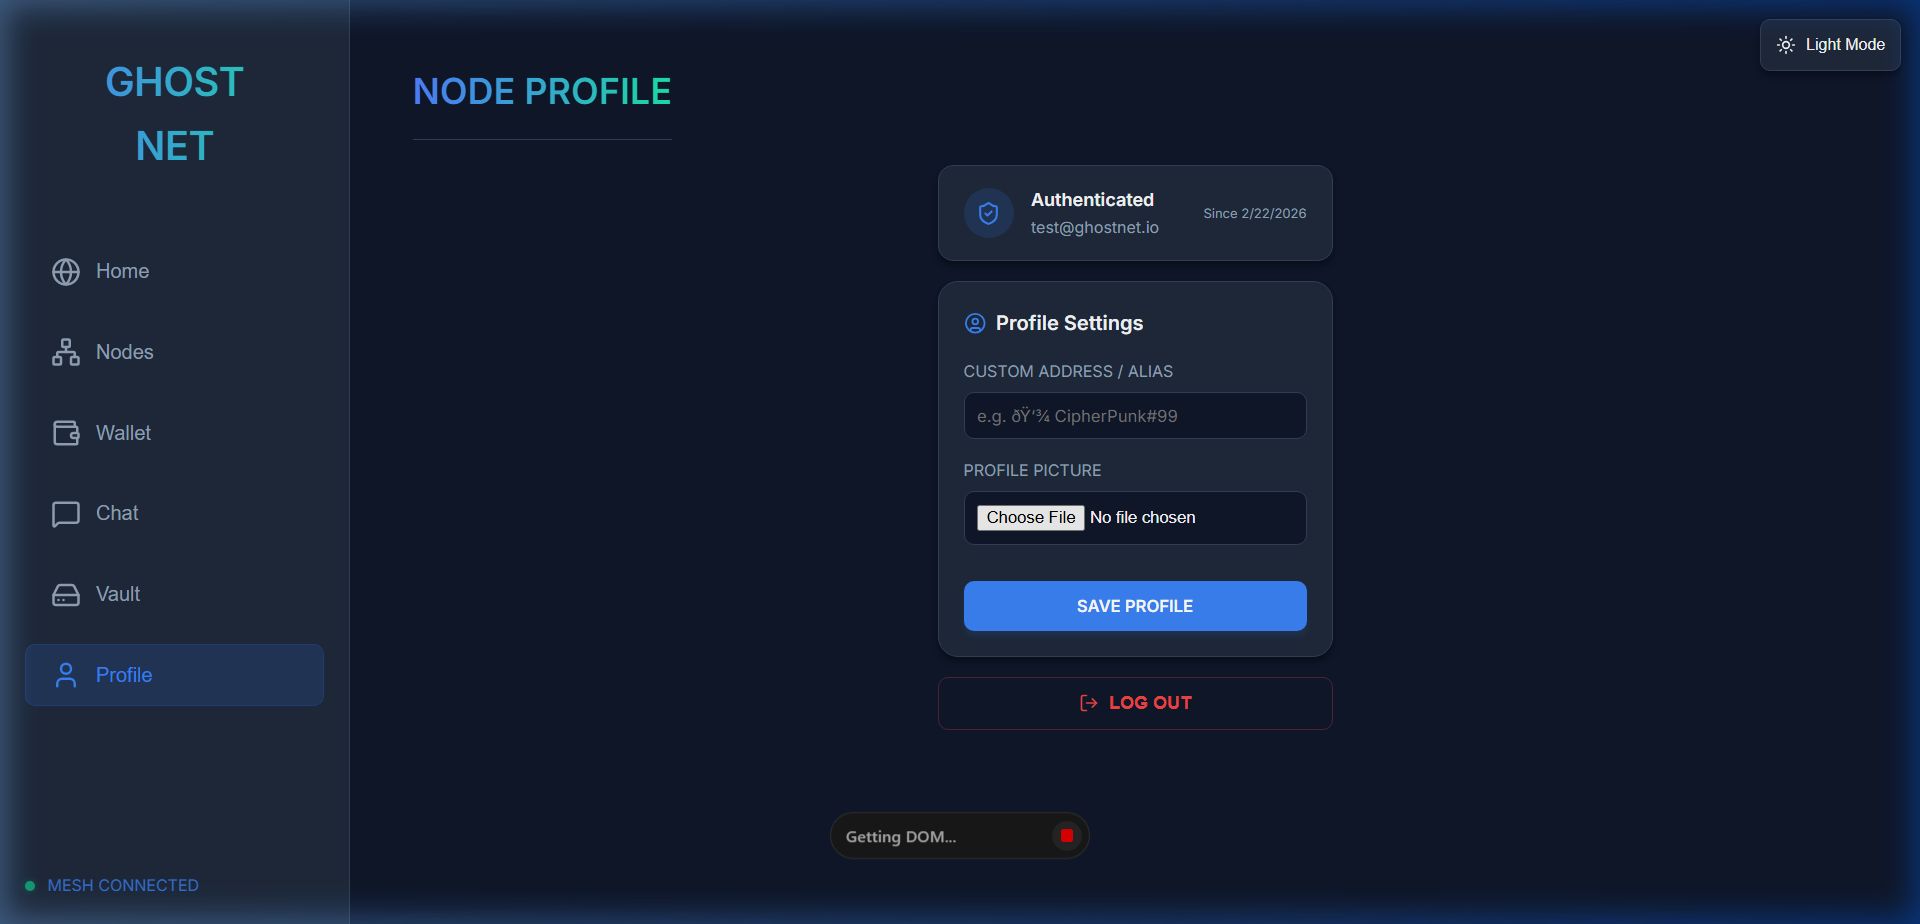 GHOST
NET
Home
Nodes
Wallet
Chat
Vault
Profile
MESH CONNECTED
Light Mode
NODE PROFILE
Authenticated
test@ghostnet.io
Since 2/22/2026
Profile Settings
CUSTOM ADDRESS / ALIAS
e.g. ðŸ‘¾ CipherPunk#99
PROFILE PICTURE
Choose File No file chosen
SAVE PROFILE
LOG OUT
Getting DOM...